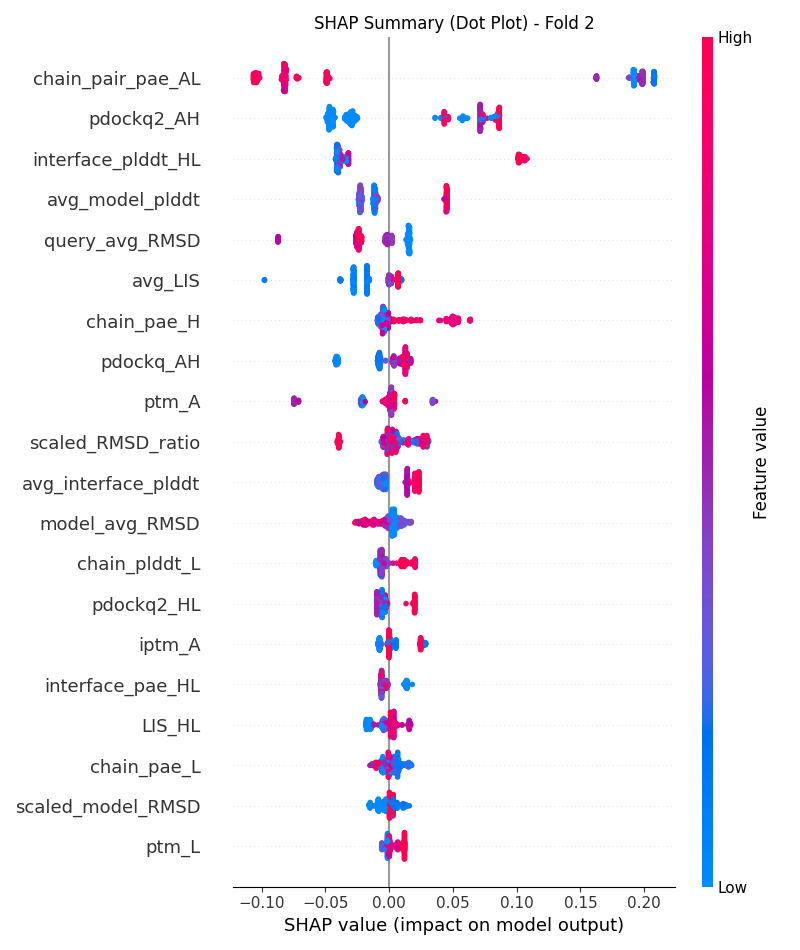 SHAP Summary (Dot Plot) - Fold 2
High
chain_pair_pae_AL
pdockq2_AH
interface_plddt_HL
avg_model_plddt
query_avg_RMSD
avg_LIS
chain_pae_H
pdockq_AH
ptm_A
scaled_RMSD_ratio
avg_interface_plddt
model_avg_RMSD
chain_plddt_L
pdockq2_HL
iptm_A
interface_pae_HL
LIS_HL
chain_pae_L
scaled_model_RMSD
ptm_L
Feature value
Low
−0.10 −0.05 0.00 0.05 0.10 0.15 0.20
SHAP value (impact on model output)